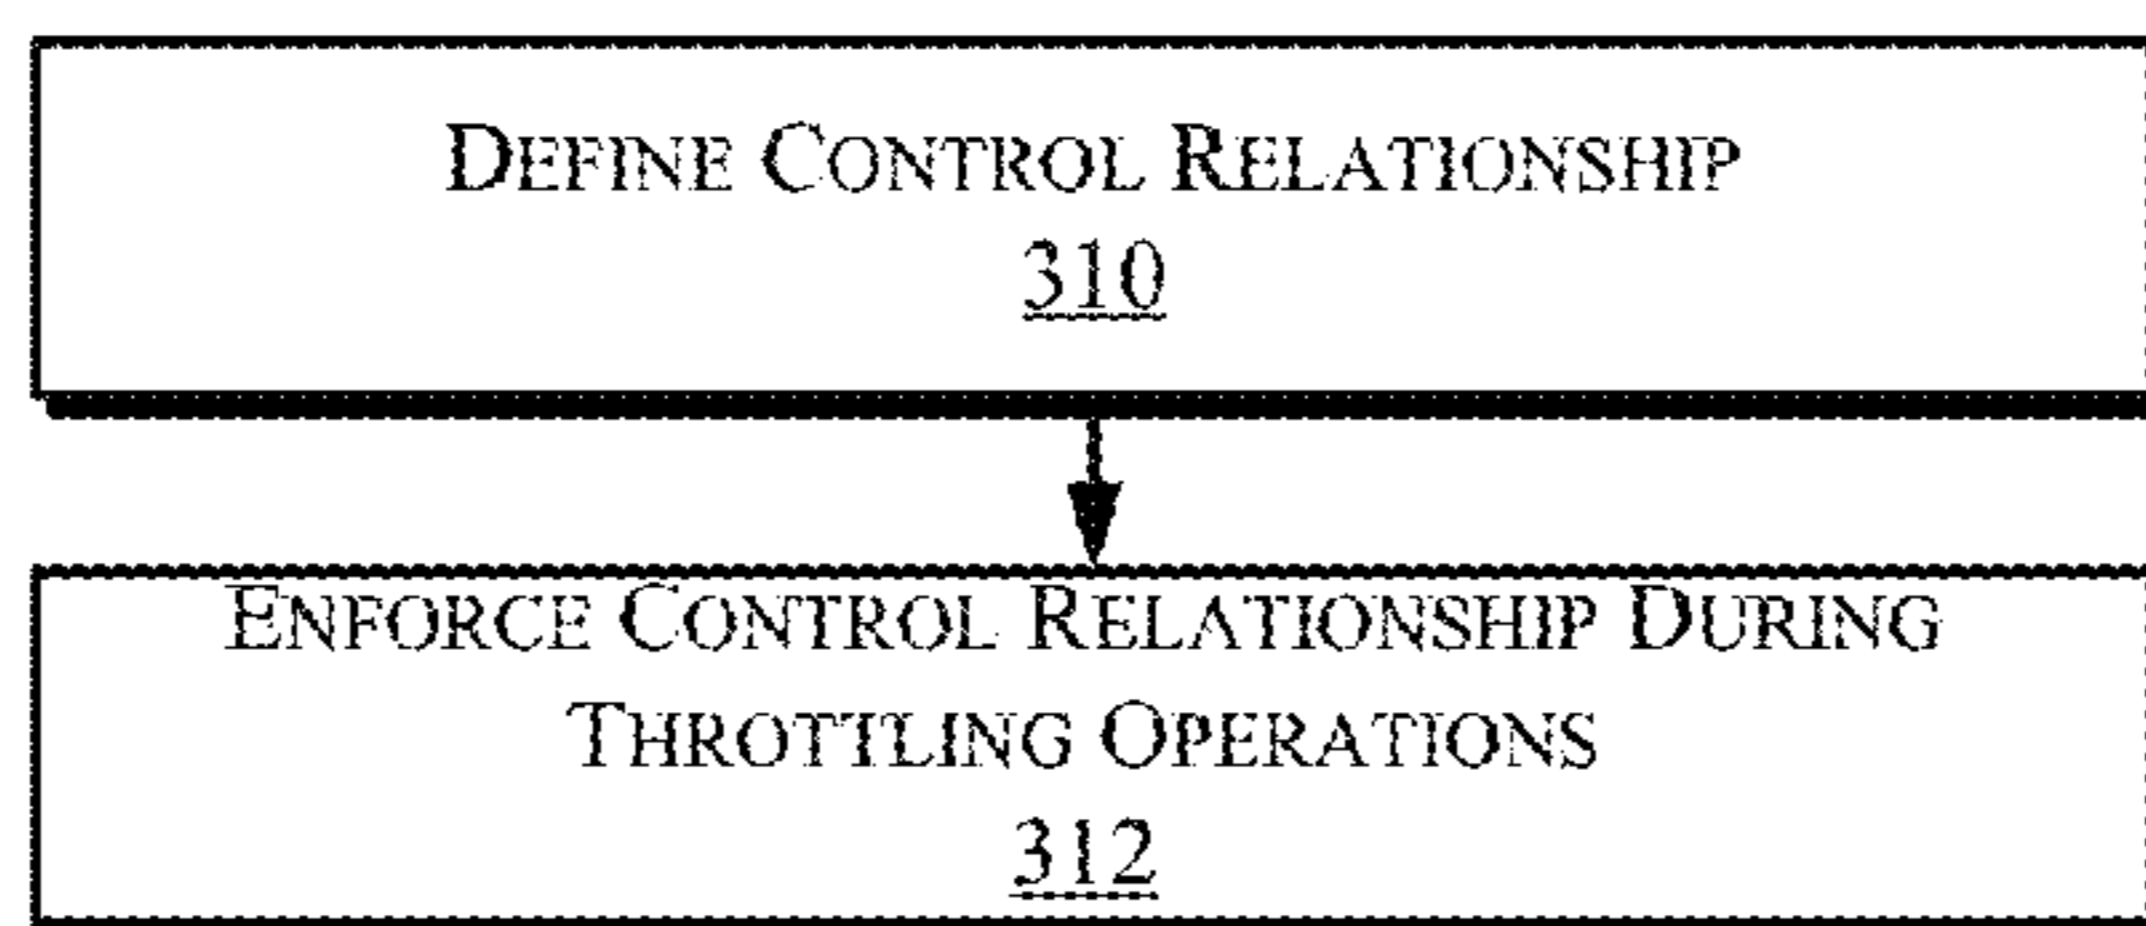 DEFINE CONTROL RELATIONSHIP
310
ENFORCE CONTROL RELATIONSHIP DURING
THROTTLING OPERATIONS
312